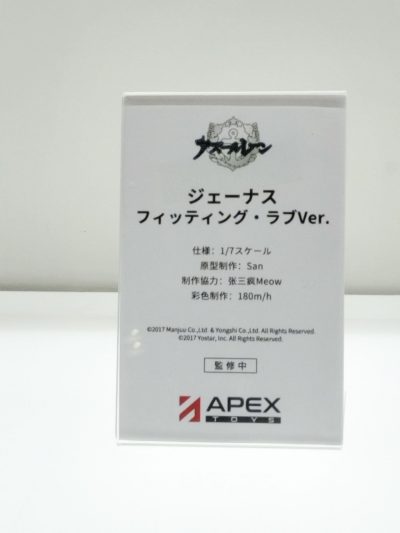 アズールレーン
ジェーナス
フィッティング・ラブVer.
仕様：1/7スケール
原型制作：San
制作協力：张三疯Meow
彩色制作：180m/h
©2017 Manjuu Co.,Ltd. & Yongshi Co.,Ltd. All Rights Reserved.
©2017 Yostar, Inc. All Rights Reserved.
監修中
APEX
TOYS